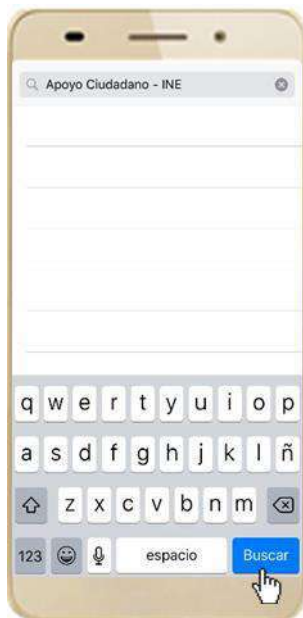 Apoyo Ciudadano - INE
q w e r t y u i o p
a s d f g h j k l ñ
z x c v b n m
123 espacio Buscar